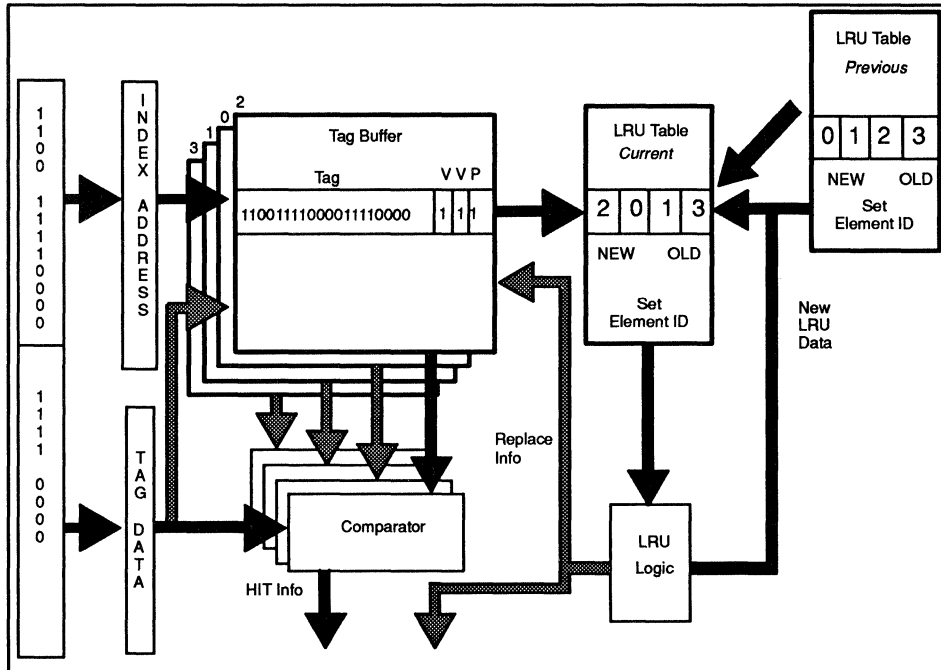 1100 11110000
1111 0000
INDEX ADDRESS
TAG DATA
3
1
0
2
Tag Buffer
Tag
V V P
11001111000011110000 1 1 1
Comparator
HIT Info
Replace
Info
LRU Table
Current
2 0 1 3
NEW OLD
Set
Element ID
LRU
Logic
New
LRU
Data
LRU Table
Previous
0 1 2 3
NEW OLD
Set
Element ID